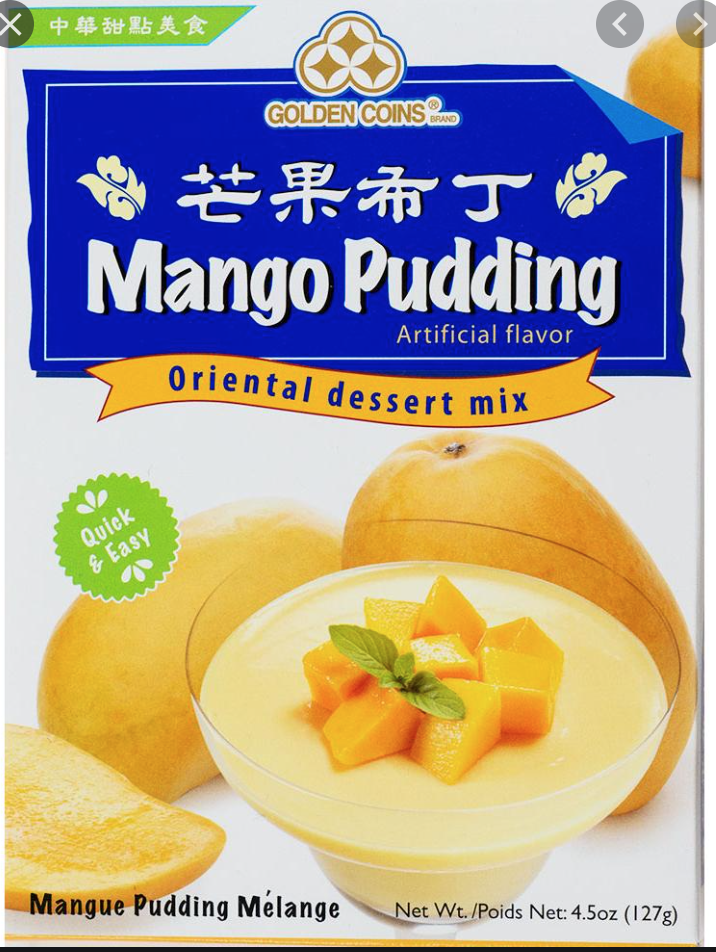 中華甜點美食
GOLDEN COINS® BRAND
芒果布丁
Mango Pudding
Artificial flavor
Oriental dessert mix
Quick
& Easy
Mangue Pudding Mélange
Net Wt./Poids Net: 4.5oz (127g)